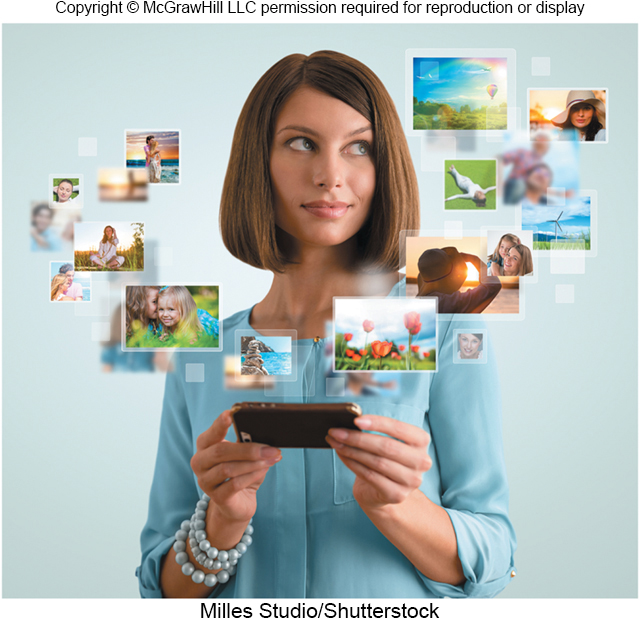 Copyright © McGrawHill LLC permission required for reproduction or display
Milles Studio/Shutterstock